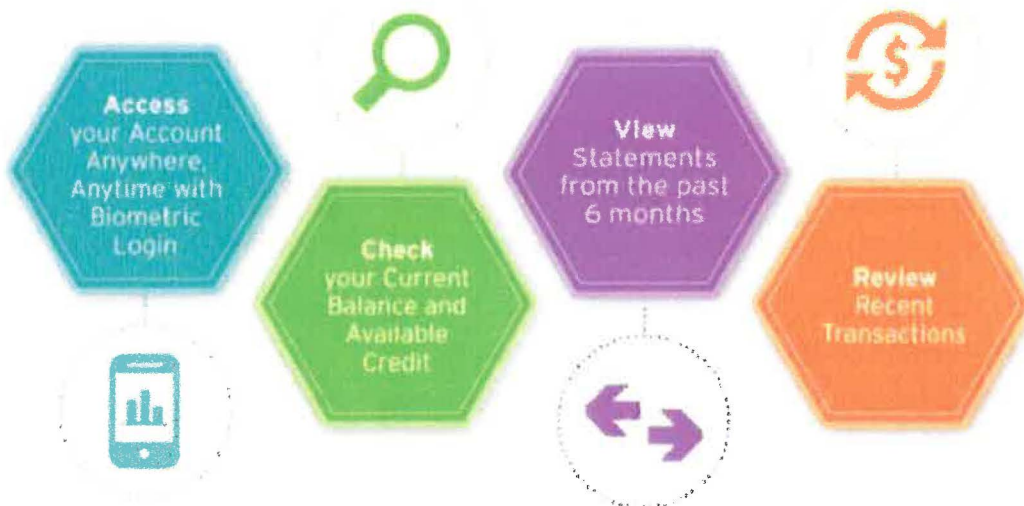 Access
your Account
Anywhere,
Anytime with
Biometric
Login
Check
your Current
Balance and
Available
Credit
View
Statements
from the past
6 months
$
Review
Recent
Transactions